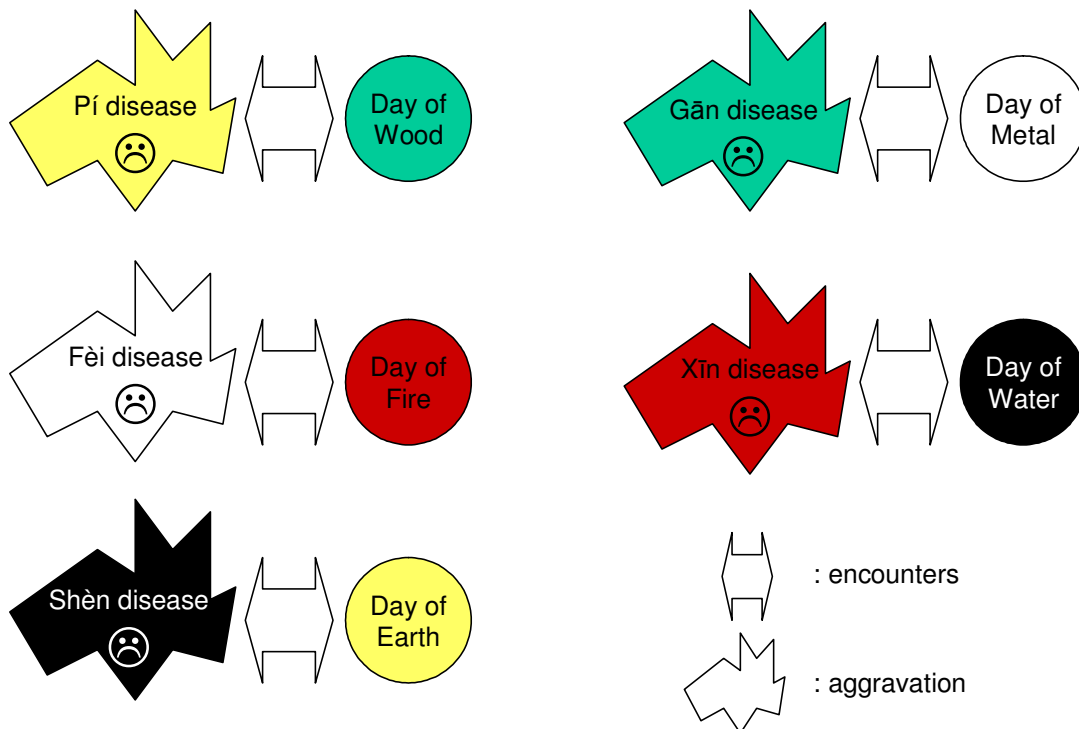 Pí disease
Day of
Wood
Gān disease
Day of
Metal
Fèi disease
Day of
Fire
Xīn disease
Day of
Water
Shèn disease
Day of
Earth
: encounters
: aggravation